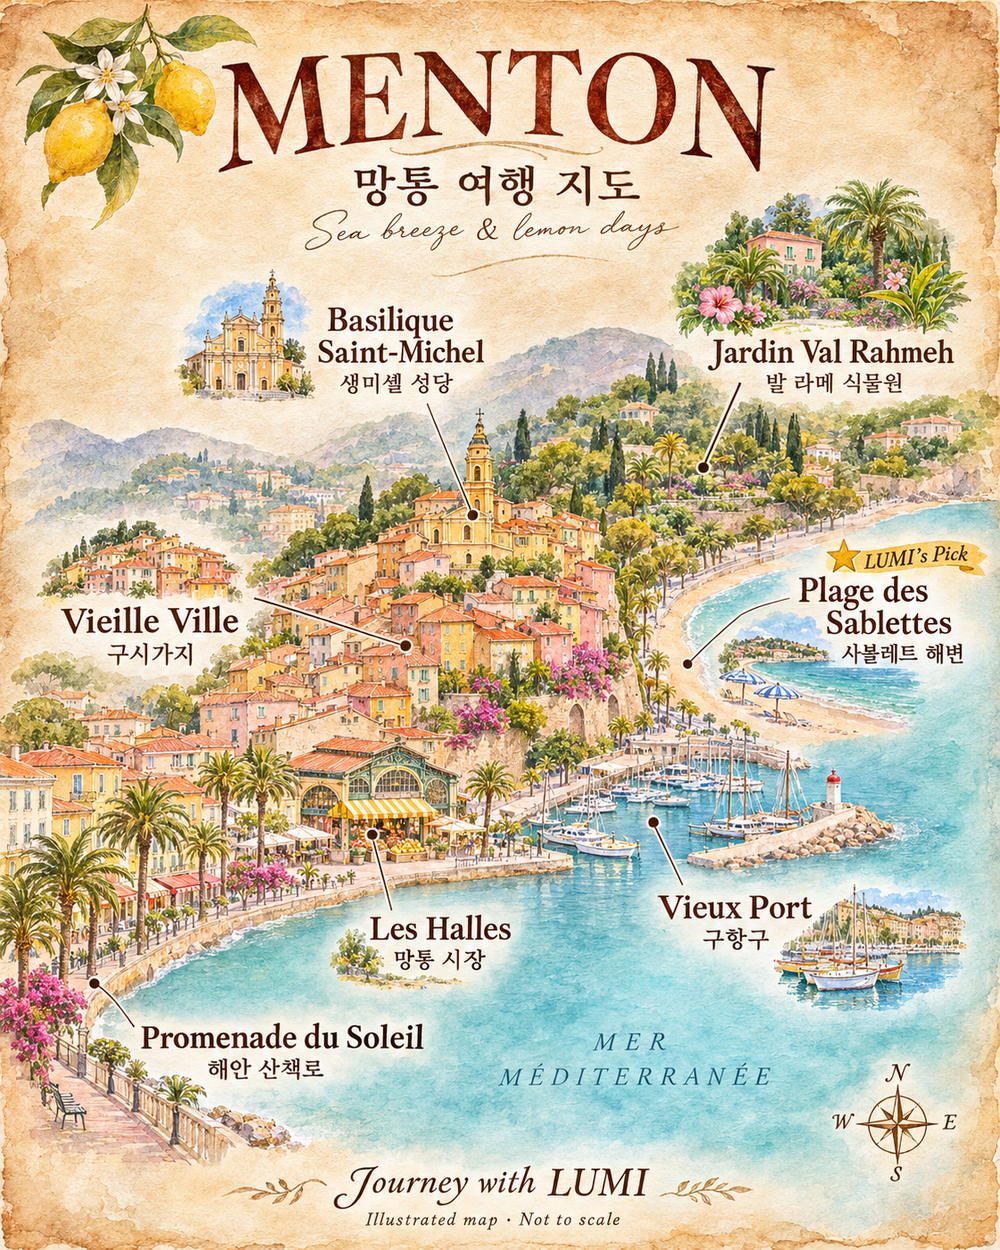 MENTON
망통 여행 지도
Sea breeze & lemon days
Basilique
Saint-Michel
생미셸 성당
Jardin Val Rahmeh
발 라메 식물원
LUMI's Pick
Plage des
Sablettes
사블레트 해변
Vieille Ville
구시가지
Les Halles
망통 시장
Vieux Port
구항구
Promenade du Soleil
해안 산책로
MER
MÉDITERRANÉE
N
W
E
S
Journey with LUMI
Illustrated map · Not to scale